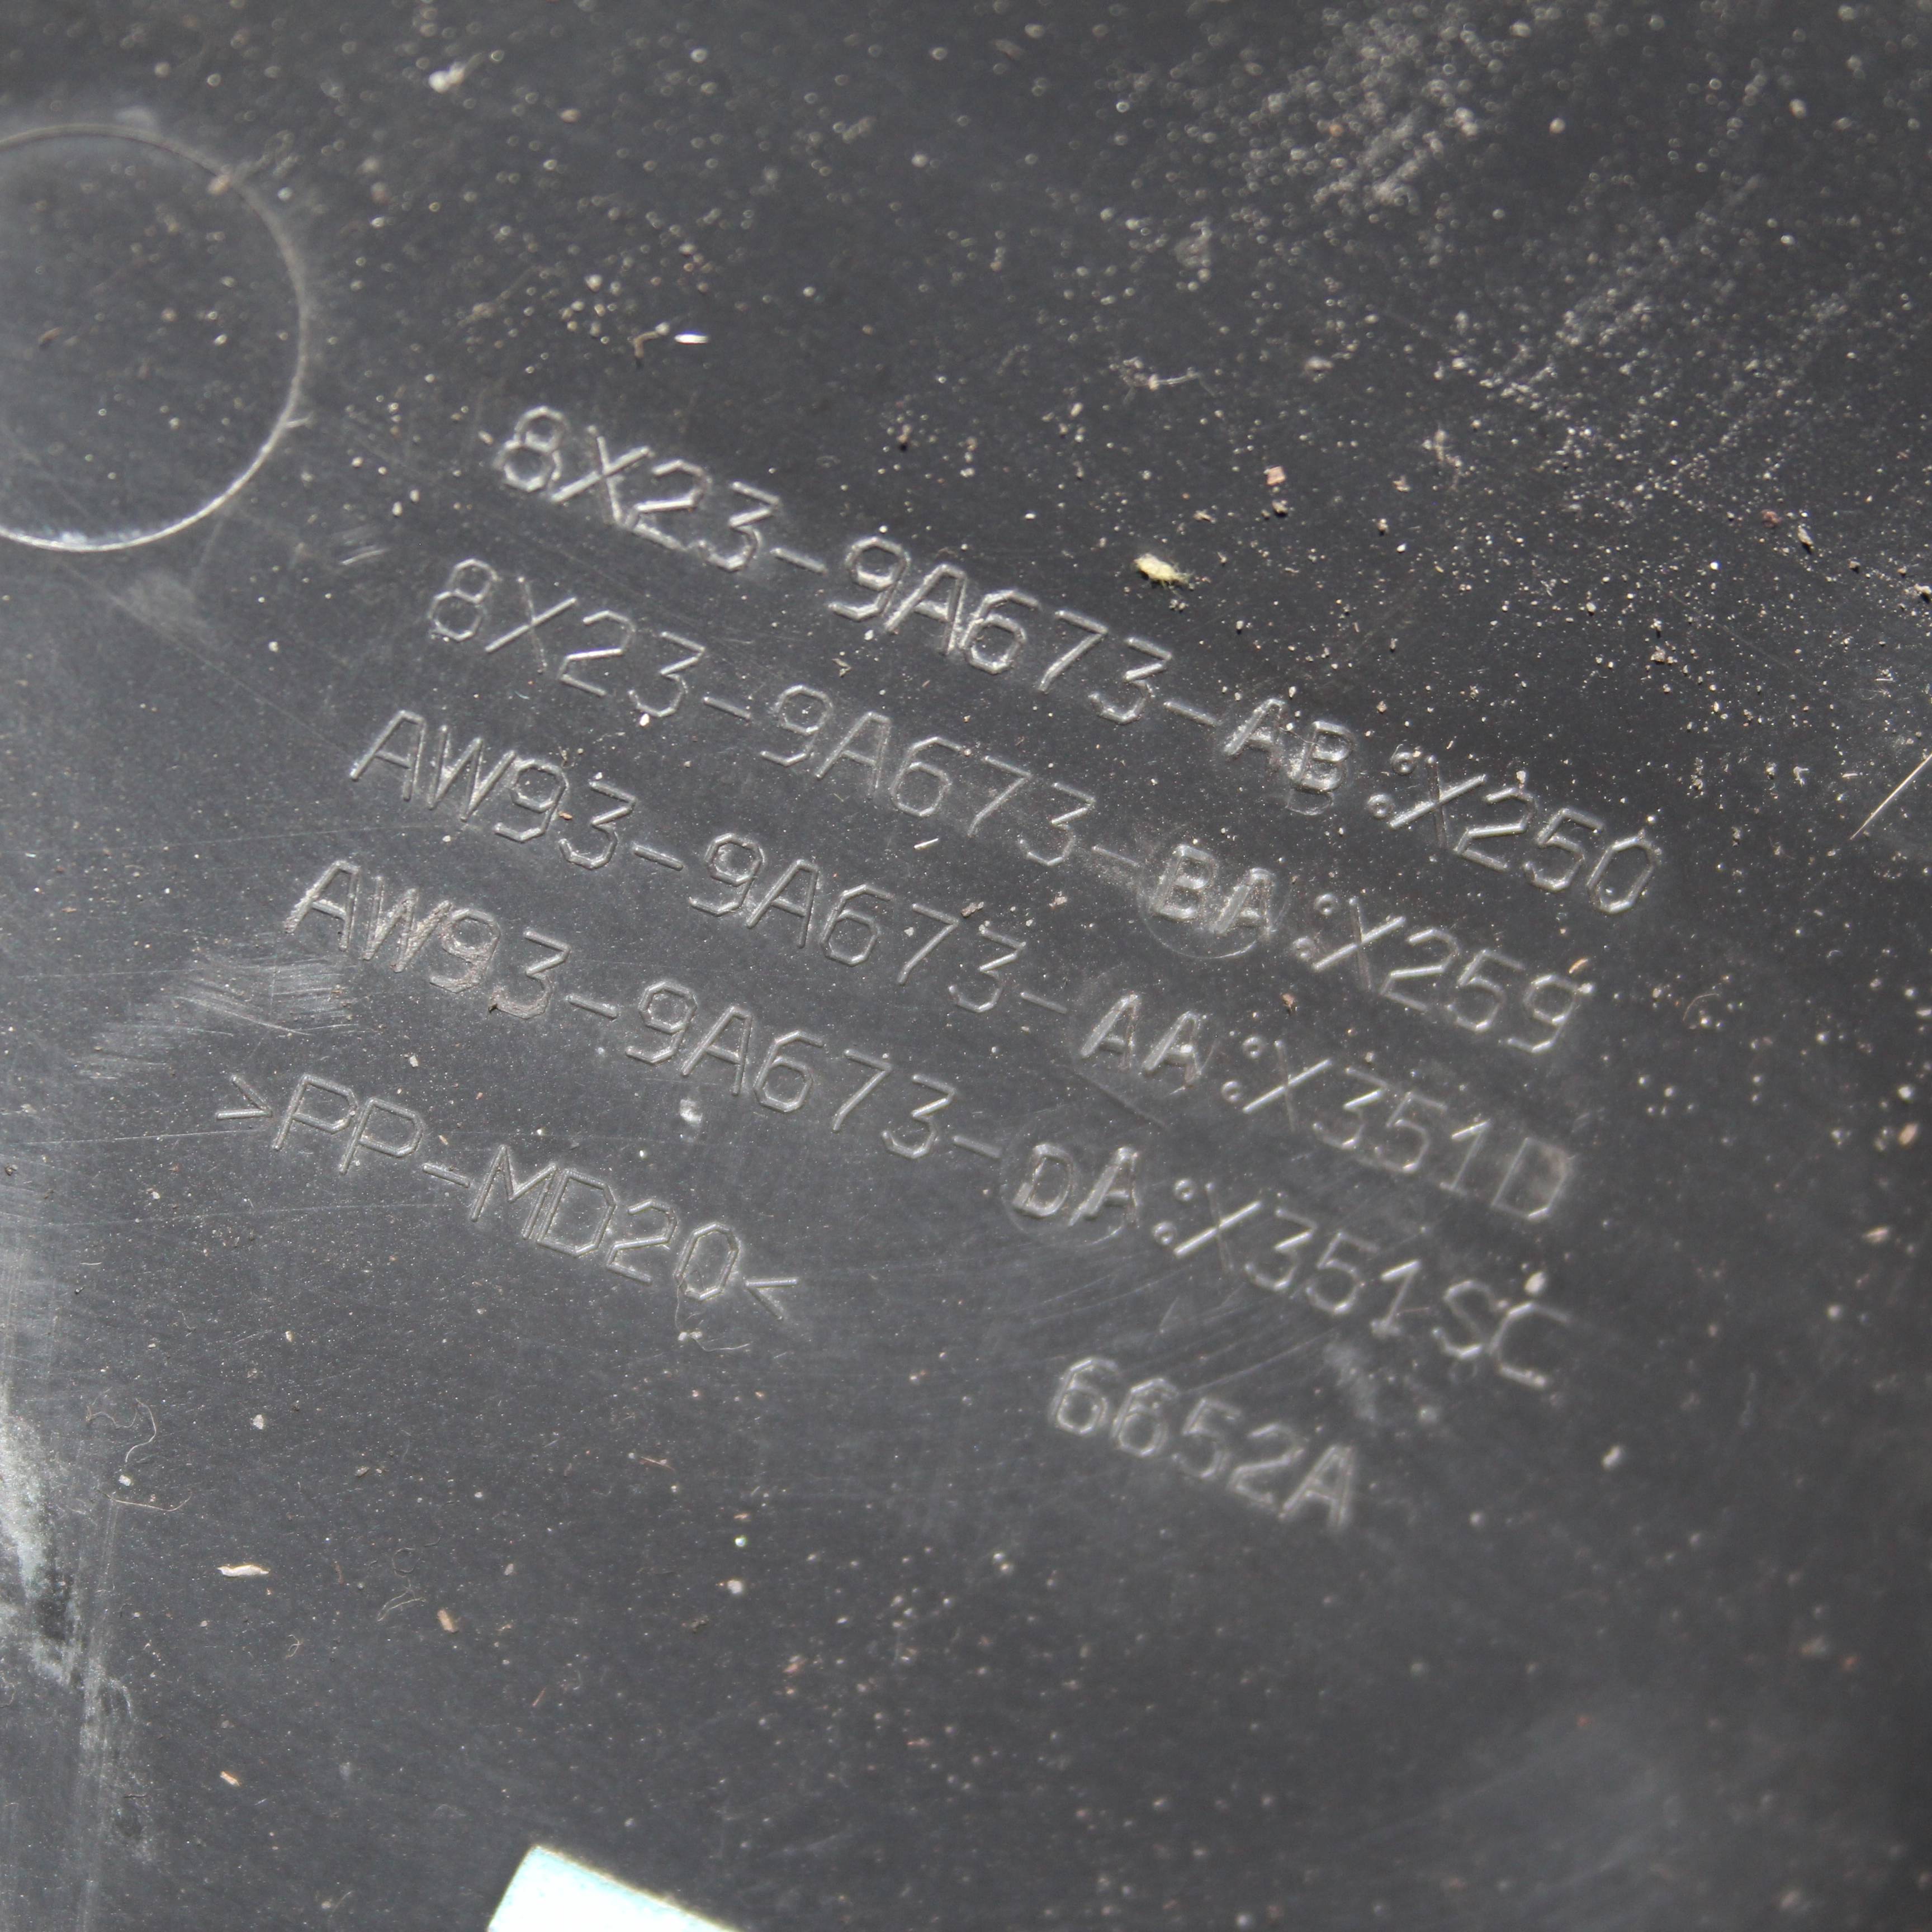 8X23-9A673-AB:X250
8X23-9A673-BA:X259
AW93-9A673-AA:X351D
AW93-9A673-DA:X351SC
>PP-MD20<
6652A